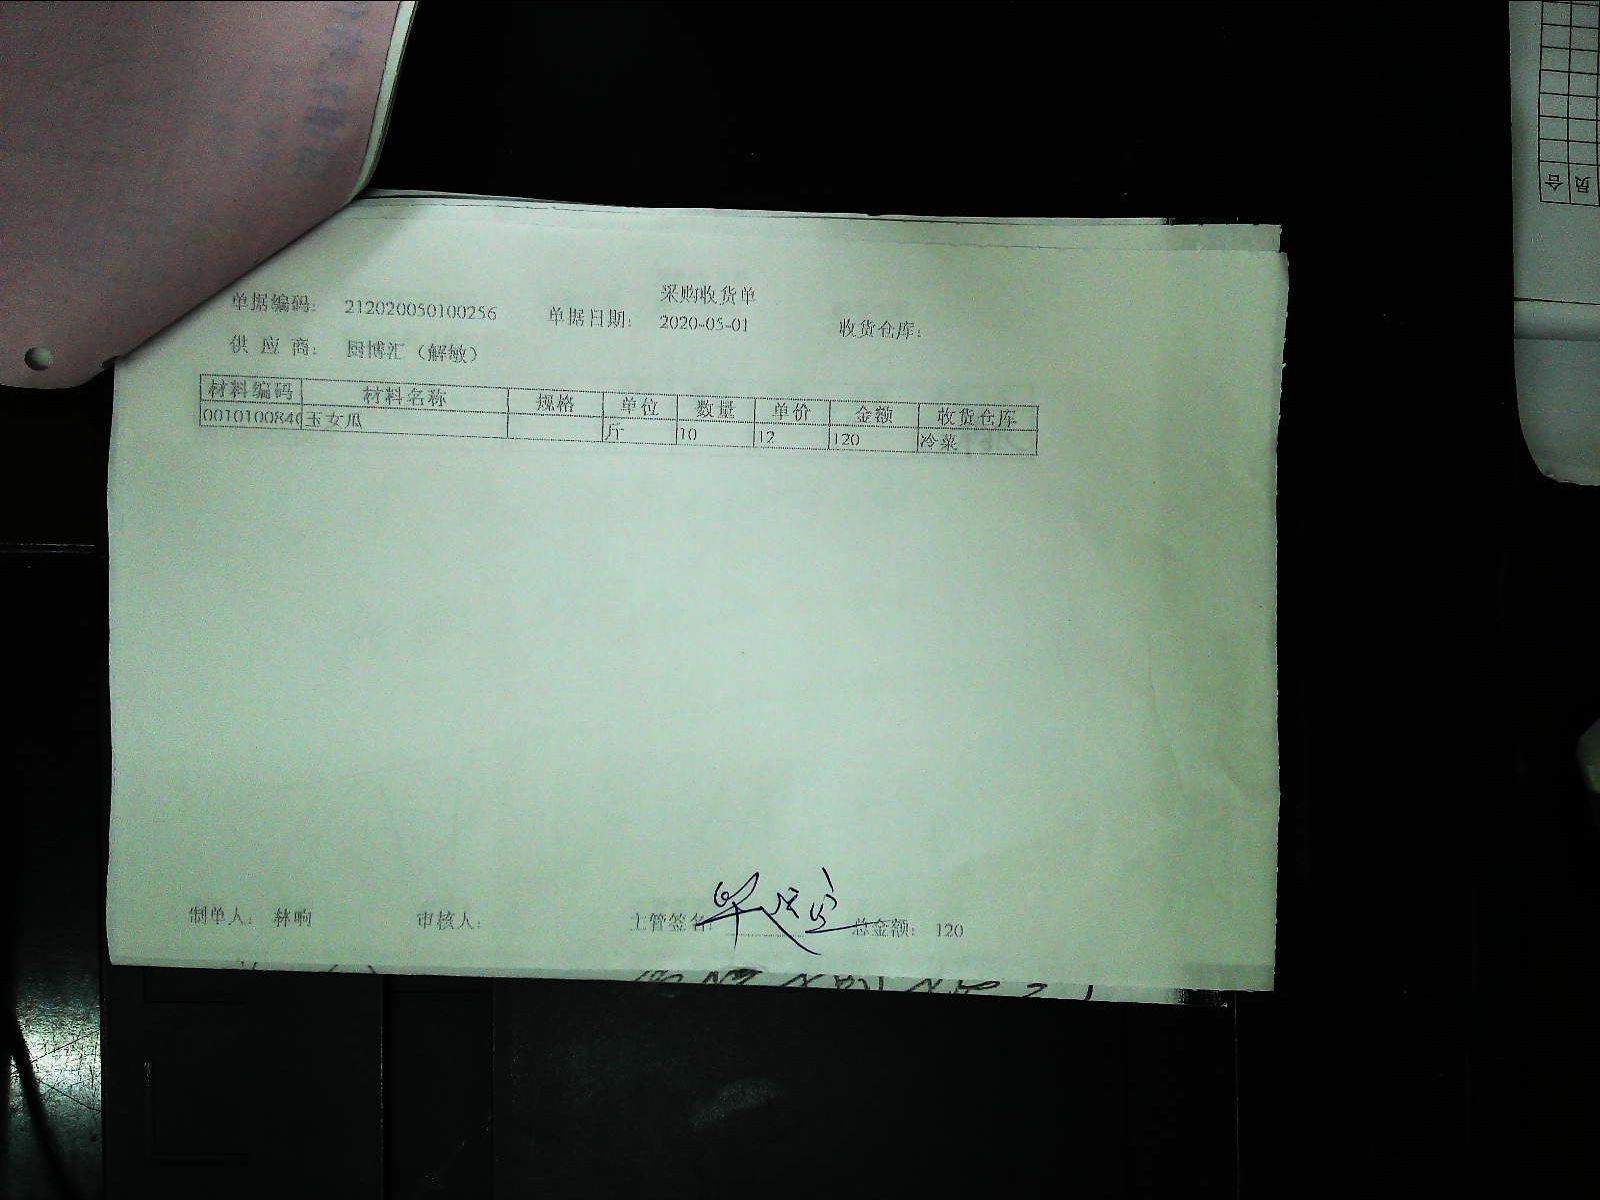 采购收货单
单据编码: 212020050100256 单据日期: 2020-05-01 收货仓库:
供 应 商: 厨博汇（解敏）
材料编码 材料名称 规格 单位 数量 单价 金额 收货仓库
0010100840 玉女瓜 斤 10 12 120 冷菜
制单人: 林响 审核人: 主管签名: 总金额: 120
合
员